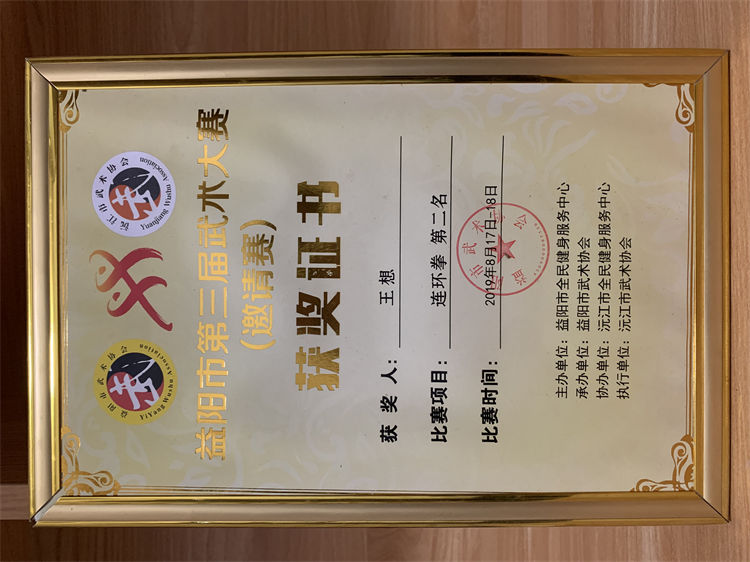 益阳市武术协会
YiYang Wushu Association
沅江市武术协会
Yuanjiang Wushu Association
益阳市第三届武术大赛
（邀请赛）
获奖证书
获 奖 人： 王 想
比赛项目： 连环拳 第二名
比赛时间： 2019年8月17日-18日
主办单位：益阳市全民健身服务中心
承办单位：益阳市武术协会
协办单位：沅江市全民健身服务中心
执行单位：沅江市武术协会